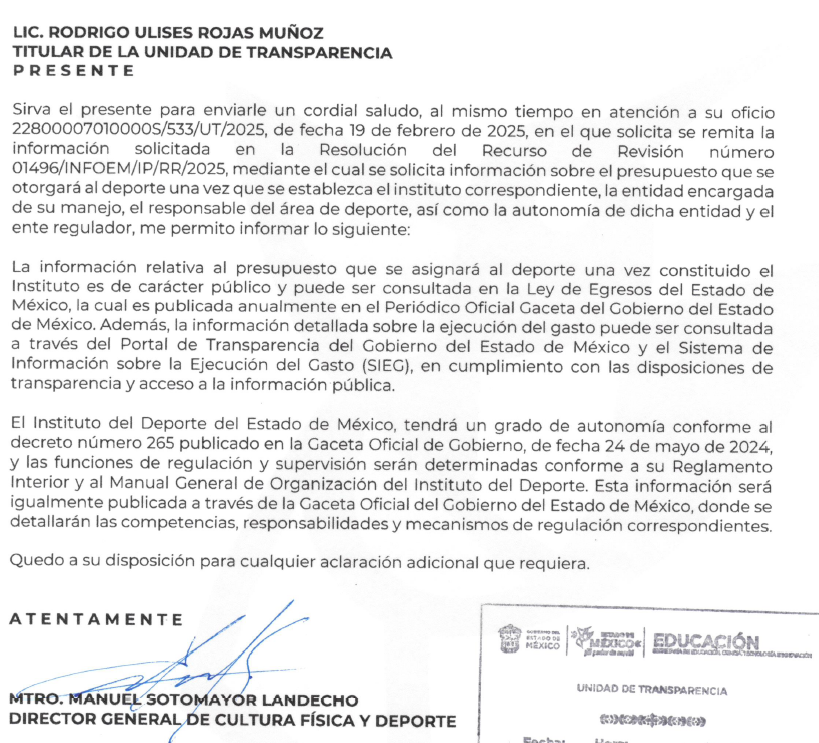 LIC. RODRIGO ULISES ROJAS MUÑOZ
TITULAR DE LA UNIDAD DE TRANSPARENCIA
P R E S E N T E
Sirva el presente para enviarle un cordial saludo, al mismo tiempo en atención a su oficio
22800007010000S/533/UT/2025, de fecha 19 de febrero de 2025, en el que solicita se remita la
información solicitada en la Resolución del Recurso de Revisión número
01496/INFOEM/IP/RR/2025, mediante el cual se solicita información sobre el presupuesto que se
otorgará al deporte una vez que se establezca el instituto correspondiente, la entidad encargada
de su manejo, el responsable del área de deporte, así como la autonomía de dicha entidad y el
ente regulador, me permito informar lo siguiente:
La información relativa al presupuesto que se asignará al deporte una vez constituido el
Instituto es de carácter público y puede ser consultada en la Ley de Egresos del Estado de
México, la cual es publicada anualmente en el Periódico Oficial Gaceta del Gobierno del Estado
de México. Además, la información detallada sobre la ejecución del gasto puede ser consultada
a través del Portal de Transparencia del Gobierno del Estado de México y el Sistema de
Información sobre la Ejecución del Gasto (SIEG), en cumplimiento con las disposiciones de
transparencia y acceso a la información pública.
El Instituto del Deporte del Estado de México, tendrá un grado de autonomía conforme al
decreto número 265 publicado en la Gaceta Oficial de Gobierno, de fecha 24 de mayo de 2024,
y las funciones de regulación y supervisión serán determinadas conforme a su Reglamento
Interior y al Manual General de Organización del Instituto del Deporte. Esta información será
igualmente publicada a través de la Gaceta Oficial del Gobierno del Estado de México, donde se
detallarán las competencias, responsabilidades y mecanismos de regulación correspondientes.
Quedo a su disposición para cualquier aclaración adicional que requiera.
A T E N T A M E N T E
MTRO. MANUEL SOTOMAYOR LANDECHO
DIRECTOR GENERAL DE CULTURA FÍSICA Y DEPORTE
GOBIERNO DEL
ESTADO DE
MÉXICO
MÉXICO
EDUCACIÓN
UNIDAD DE TRANSPARENCIA